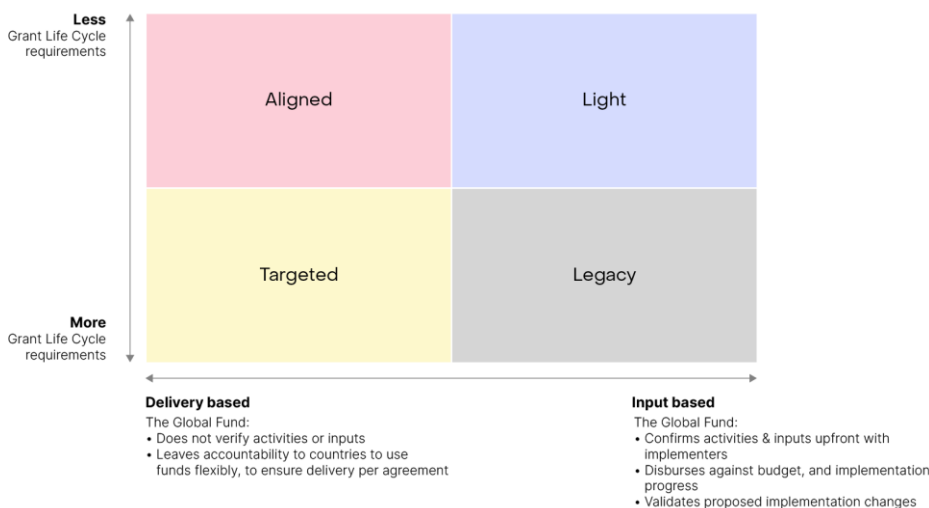 Less
Grant Life Cycle
requirements
Aligned
Light
Targeted
Legacy
More
Grant Life Cycle
requirements
Delivery based
The Global Fund:
• Does not verify activities or inputs
• Leaves accountability to countries to use
funds flexibly, to ensure delivery per agreement
Input based
The Global Fund:
• Confirms activities & inputs upfront with
implementers
• Disburses against budget, and implementation
progress
• Validates proposed implementation changes